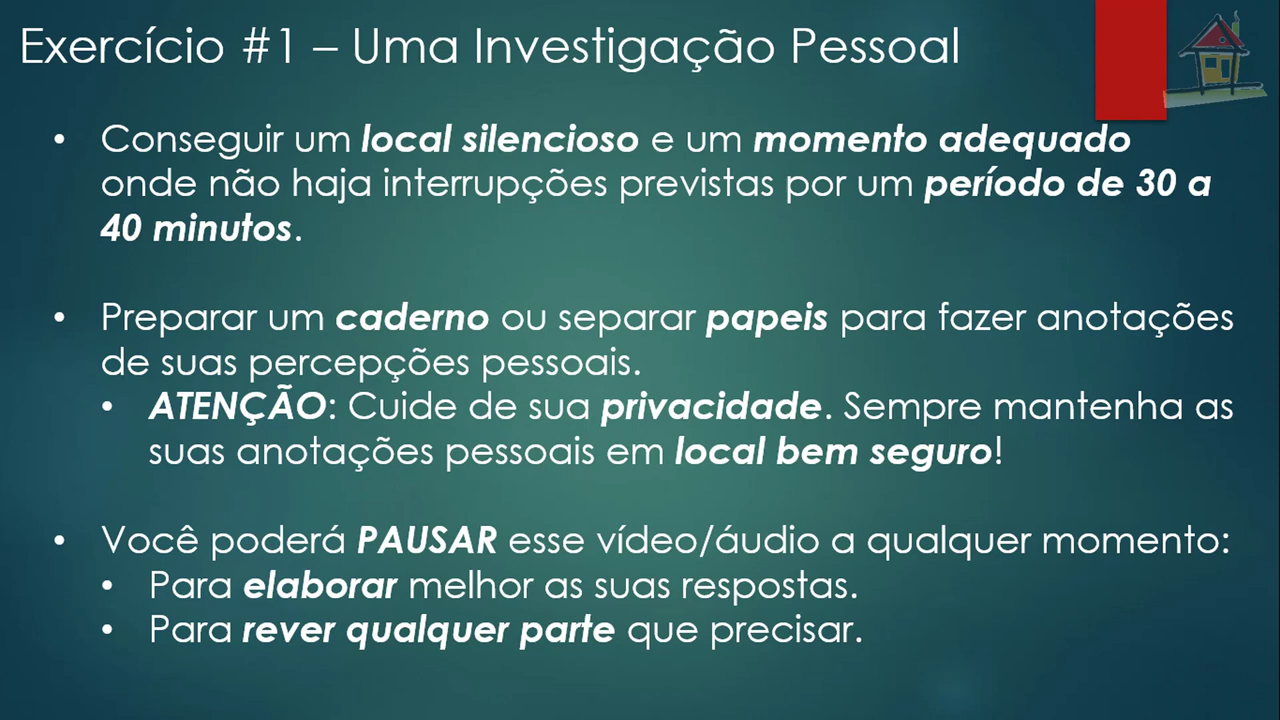 Exercício #1 – Uma Investigação Pessoal
• Conseguir um local silencioso e um momento adequado
onde não haja interrupções previstas por um período de 30 a
40 minutos.
• Preparar um caderno ou separar papeis para fazer anotações
de suas percepções pessoais.
• ATENÇÃO: Cuide de sua privacidade. Sempre mantenha as
suas anotações pessoais em local bem seguro!
• Você poderá PAUSAR esse vídeo/áudio a qualquer momento:
• Para elaborar melhor as suas respostas.
• Para rever qualquer parte que precisar.